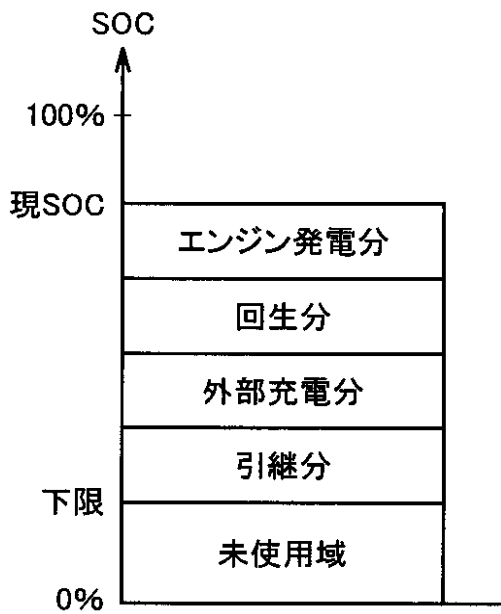 SOC
100%
現SOC
エンジン発電分
回生分
外部充電分
引継分
下限
未使用域
0%